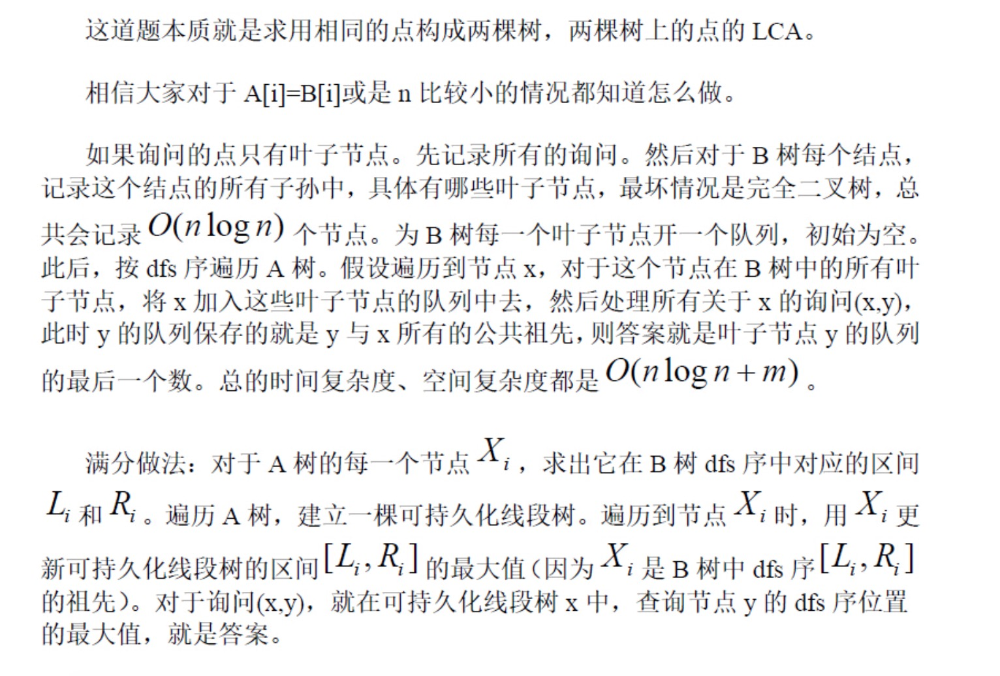 这道题本质就是求用相同的点构成两棵树，两棵树上的点的 LCA。
相信大家对于 A[i]=B[i]或是 n 比较小的情况都知道怎么做。
如果询问的点只有叶子节点。先记录所有的询问。然后对于 B 树每个结点，
记录这个结点的所有子孙中，具体有哪些叶子节点，最坏情况是完全二叉树，总
共会记录 O(n log n) 个节点。为 B 树每一个叶子节点开一个队列，初始为空。
此后，按 dfs 序遍历 A 树。假设遍历到节点 x，对于这个节点在 B 树中的所有叶
子节点，将 x 加入这些叶子节点的队列中去，然后处理所有关于 x 的询问(x,y)，
此时 y 的队列保存的就是 y 与 x 所有的公共祖先，则答案就是叶子节点 y 的队列
的最后一个数。总的时间复杂度、空间复杂度都是 O(n log n + m) 。
满分做法：对于 A 树的每一个节点 X_i ，求出它在 B 树 dfs 序中对应的区间
L_i 和 R_i 。遍历 A 树，建立一棵可持久化线段树。遍历到节点 X_i 时，用 X_i 更
新可持久化线段树的区间 [L_i, R_i] 的最大值（因为 X_i 是 B 树中 dfs 序 [L_i, R_i]
的祖先）。对于询问(x,y)，就在可持久化线段树 x 中，查询节点 y 的 dfs 序位置
的最大值，就是答案。